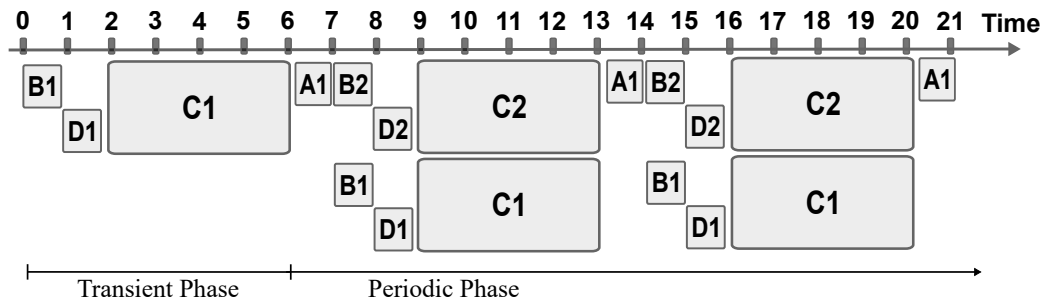 0 1 2 3 4 5 6 7 8 9 10 11 12 13 14 15 16 17 18 19 20 21 Time
B1 C1 A1 B2 C2 A1 B2 C2 A1
D1 D2 D2
B1 C1 B1 C1
D1 D1
Transient Phase Periodic Phase